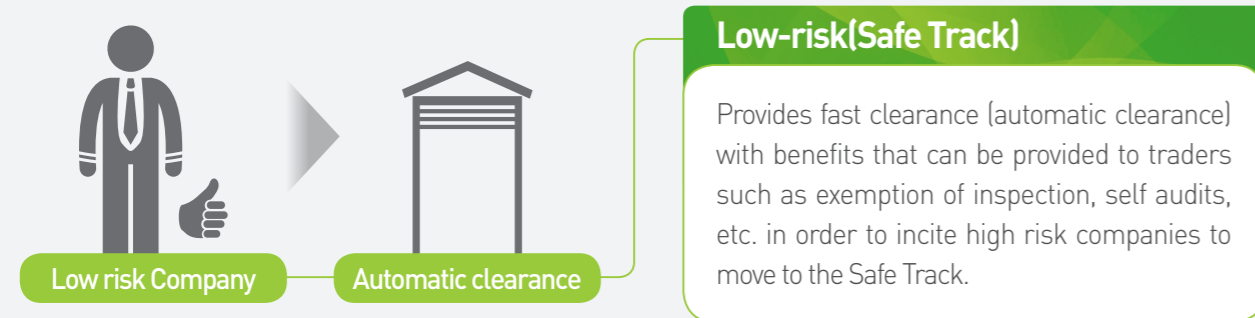 Low-risk(Safe Track)
Provides fast clearance (automatic clearance)
with benefits that can be provided to traders
such as exemption of inspection, self audits,
etc. in order to incite high risk companies to
move to the Safe Track.
Low risk Company
Automatic clearance